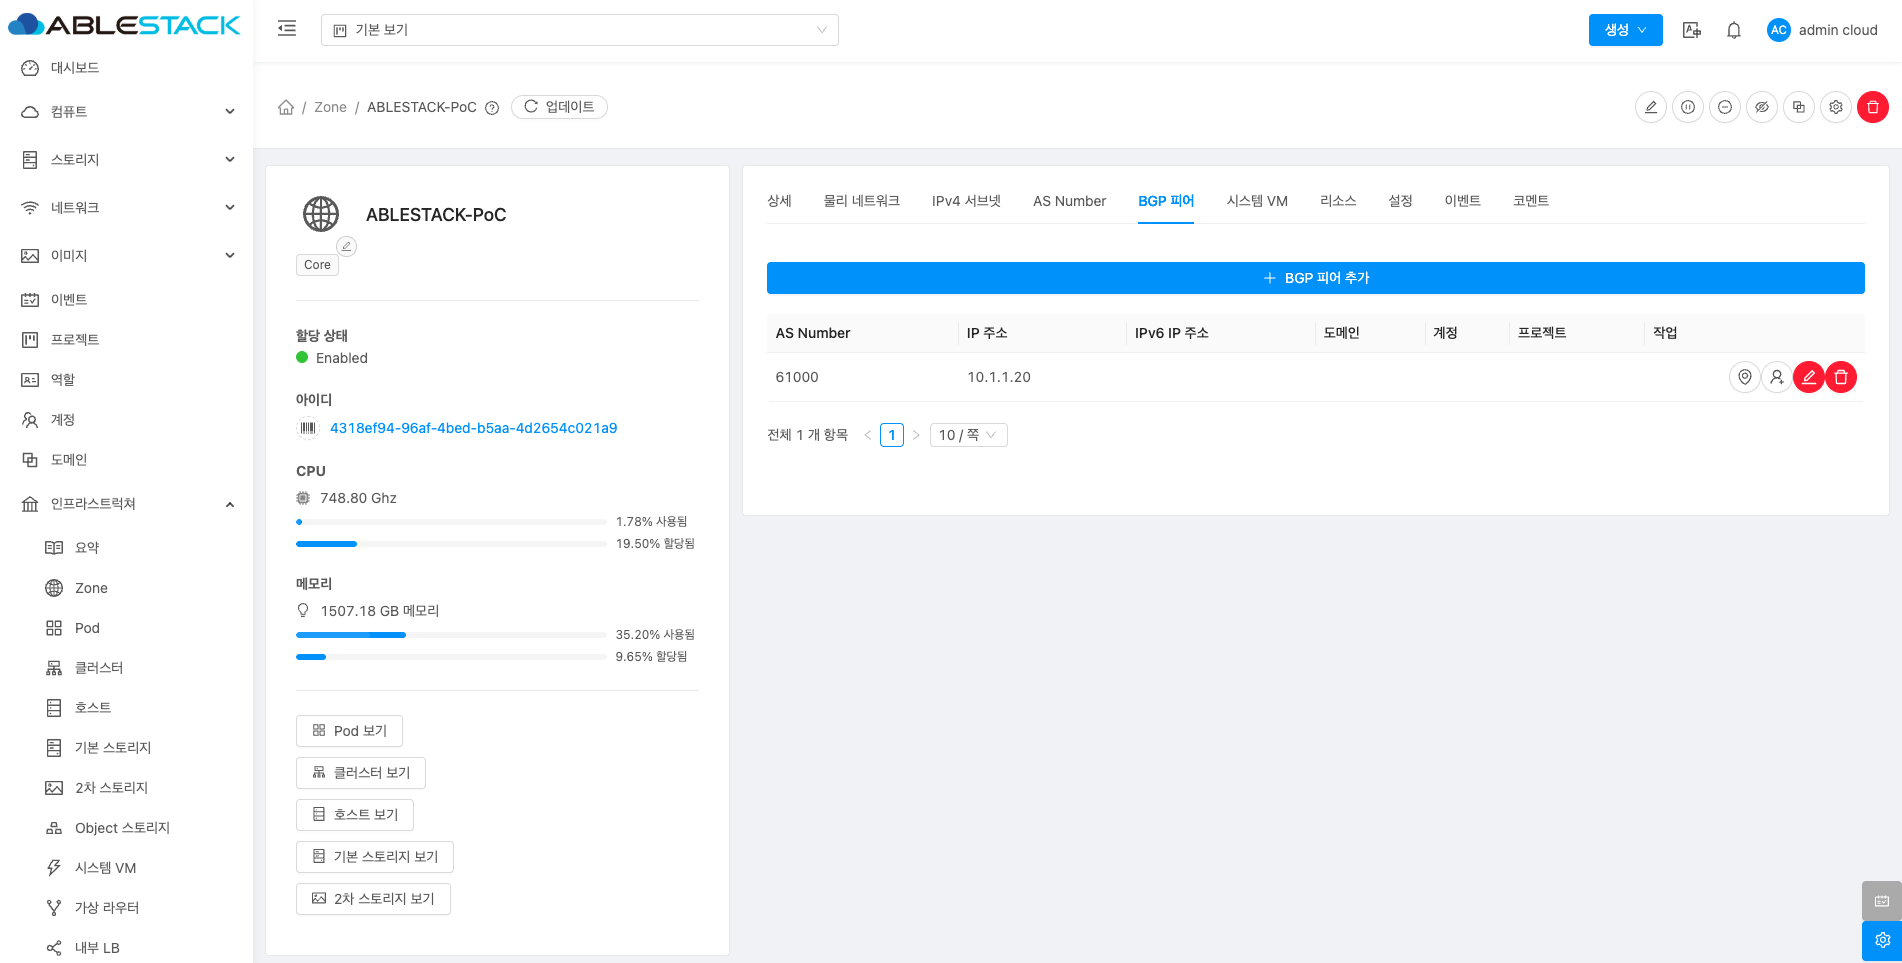 ABLESTACK
기본 보기
생성
AC
admin cloud
대시보드
컴퓨트
스토리지
네트워크
이미지
이벤트
프로젝트
역할
계정
도메인
인프라스트럭쳐
요약
Zone
Pod
클러스터
호스트
기본 스토리지
2차 스토리지
Object 스토리지
시스템 VM
가상 라우터
내부 LB
/ Zone / ABLESTACK-PoC
업데이트
ABLESTACK-PoC
Core
할당 상태
Enabled
아이디
4318ef94-96af-4bed-b5aa-4d2654c021a9
CPU
748.80 Ghz
1.78% 사용됨
19.50% 할당됨
메모리
1507.18 GB 메모리
35.20% 사용됨
9.65% 할당됨
Pod 보기
클러스터 보기
호스트 보기
기본 스토리지 보기
2차 스토리지 보기
상세 물리 네트워크 IPv4 서브넷 AS Number BGP 피어 시스템 VM 리소스 설정 이벤트 코멘트
BGP 피어 추가
AS Number IP 주소 IPv6 IP 주소 도메인 계정 프로젝트 작업
61000 10.1.1.20
전체 1 개 항목 1 10 / 쪽